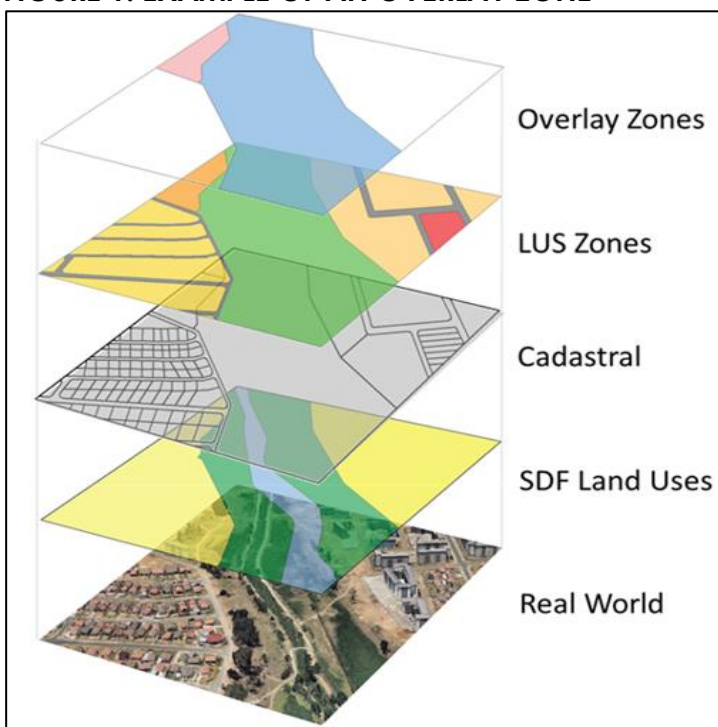 Overlay Zones
LUS Zones
Cadastral
SDF Land Uses
Real World